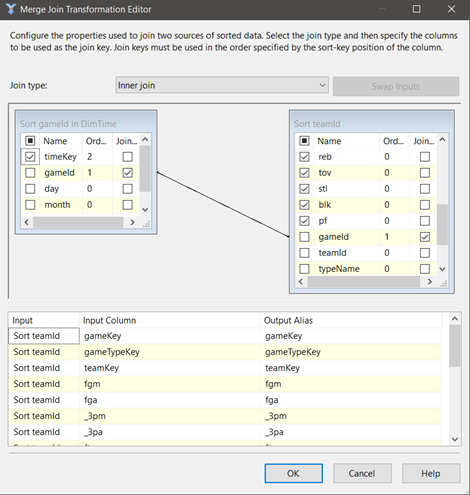 Merge Join Transformation Editor
Configure the properties used to join two sources of sorted data. Select the join type and then specify the columns
to be used as the join key. Join keys must be used in the order specified by the sort-key position of the column.
Join type: Inner join Swap Inputs
Sort gameId in DimTime
Name Ord... Join...
timeKey 2
gameId 1
day 0
month 0
Sort teamId
Name Ord... Join...
reb 0
tov 0
stl 0
blk 0
pf 0
gameId 1
teamId 0
typeName 0
Input Input Column Output Alias
Sort teamId gameKey gameKey
Sort teamId gameTypeKey gameTypeKey
Sort teamId teamKey teamKey
Sort teamId fgm fgm
Sort teamId fga fga
Sort teamId _3pm _3pm
Sort teamId _3pa _3pa
OK Cancel Help